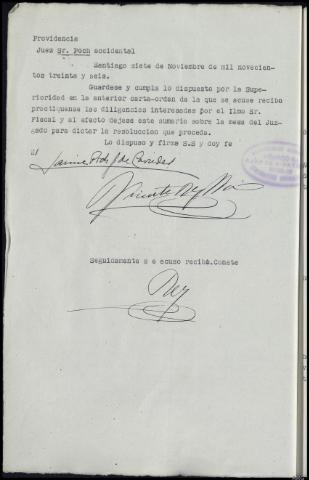 Providencia
Juez Sr. Poch accidental
Santiago siete de Noviembre de mil novecien-
tos treinta y seis.
Guardese y cumpla lo dispuesto por la Supe-
rioridad en la anterior carta-orden de la que se acuse recibo
practiquense las diligencias interesadas por el Ilmo Sr.
Fiscal y al efecto dejese este sumario sobre la mesa del Juz-
gado para dictar la resolucion que proceda.
Lo dispuso y firma S.S y doy fe
Seguidamente s e acuso recibo.Conste
Rey